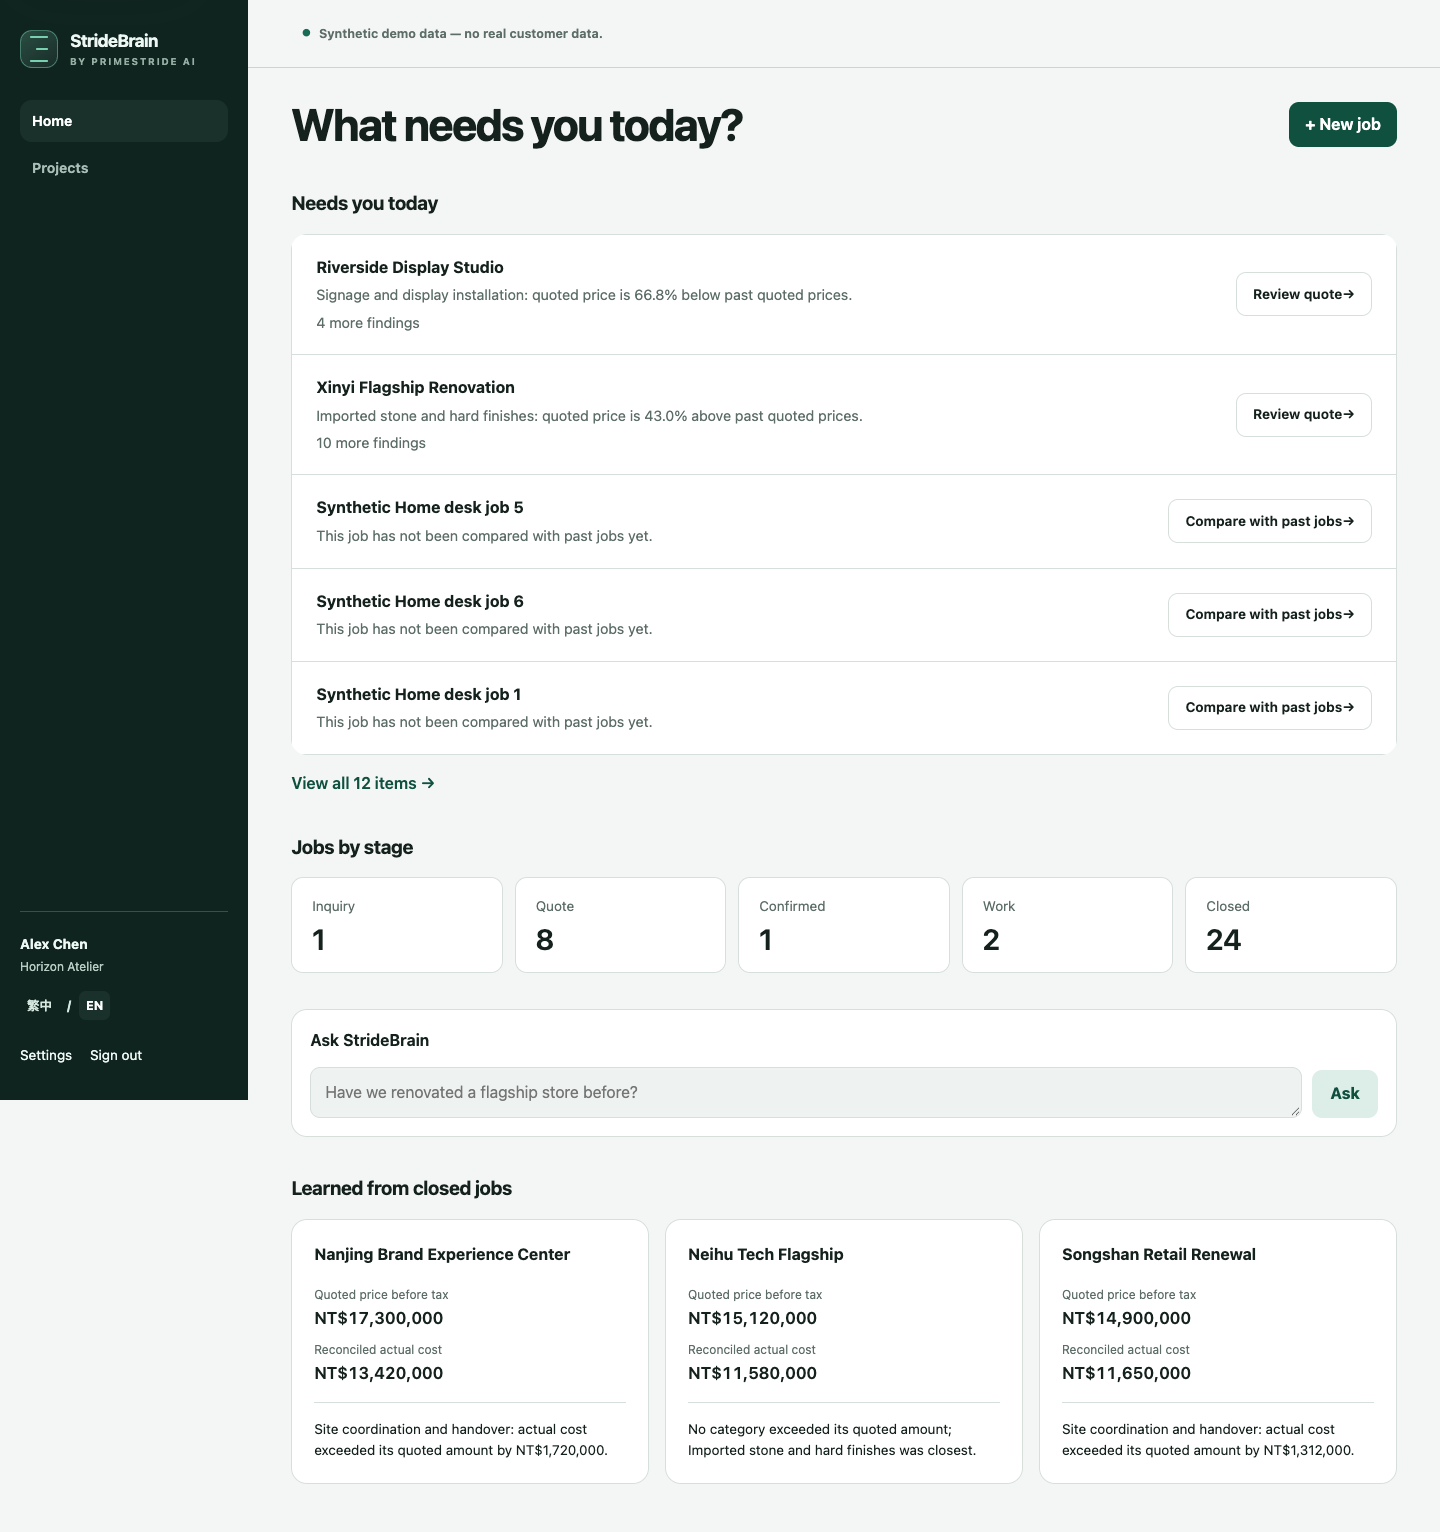 StrideBrain
BY PRIMESTRIDE AI
Home
Projects
Alex Chen
Horizon Atelier
繁中 / EN
Settings Sign out
Synthetic demo data — no real customer data.
What needs you today?
+ New job
Needs you today
Riverside Display Studio
Signage and display installation: quoted price is 66.8% below past quoted prices.
4 more findings
Review quote→
Xinyi Flagship Renovation
Imported stone and hard finishes: quoted price is 43.0% above past quoted prices.
10 more findings
Review quote→
Synthetic Home desk job 5
This job has not been compared with past jobs yet.
Compare with past jobs→
Synthetic Home desk job 6
This job has not been compared with past jobs yet.
Compare with past jobs→
Synthetic Home desk job 1
This job has not been compared with past jobs yet.
Compare with past jobs→
View all 12 items →
Jobs by stage
Inquiry
1
Quote
8
Confirmed
1
Work
2
Closed
24
Ask StrideBrain
Have we renovated a flagship store before?
Ask
Learned from closed jobs
Nanjing Brand Experience Center
Quoted price before tax
NT$17,300,000
Reconciled actual cost
NT$13,420,000
Site coordination and handover: actual cost
exceeded its quoted amount by NT$1,720,000.
Neihu Tech Flagship
Quoted price before tax
NT$15,120,000
Reconciled actual cost
NT$11,580,000
No category exceeded its quoted amount;
Imported stone and hard finishes was closest.
Songshan Retail Renewal
Quoted price before tax
NT$14,900,000
Reconciled actual cost
NT$11,650,000
Site coordination and handover: actual cost
exceeded its quoted amount by NT$1,312,000.